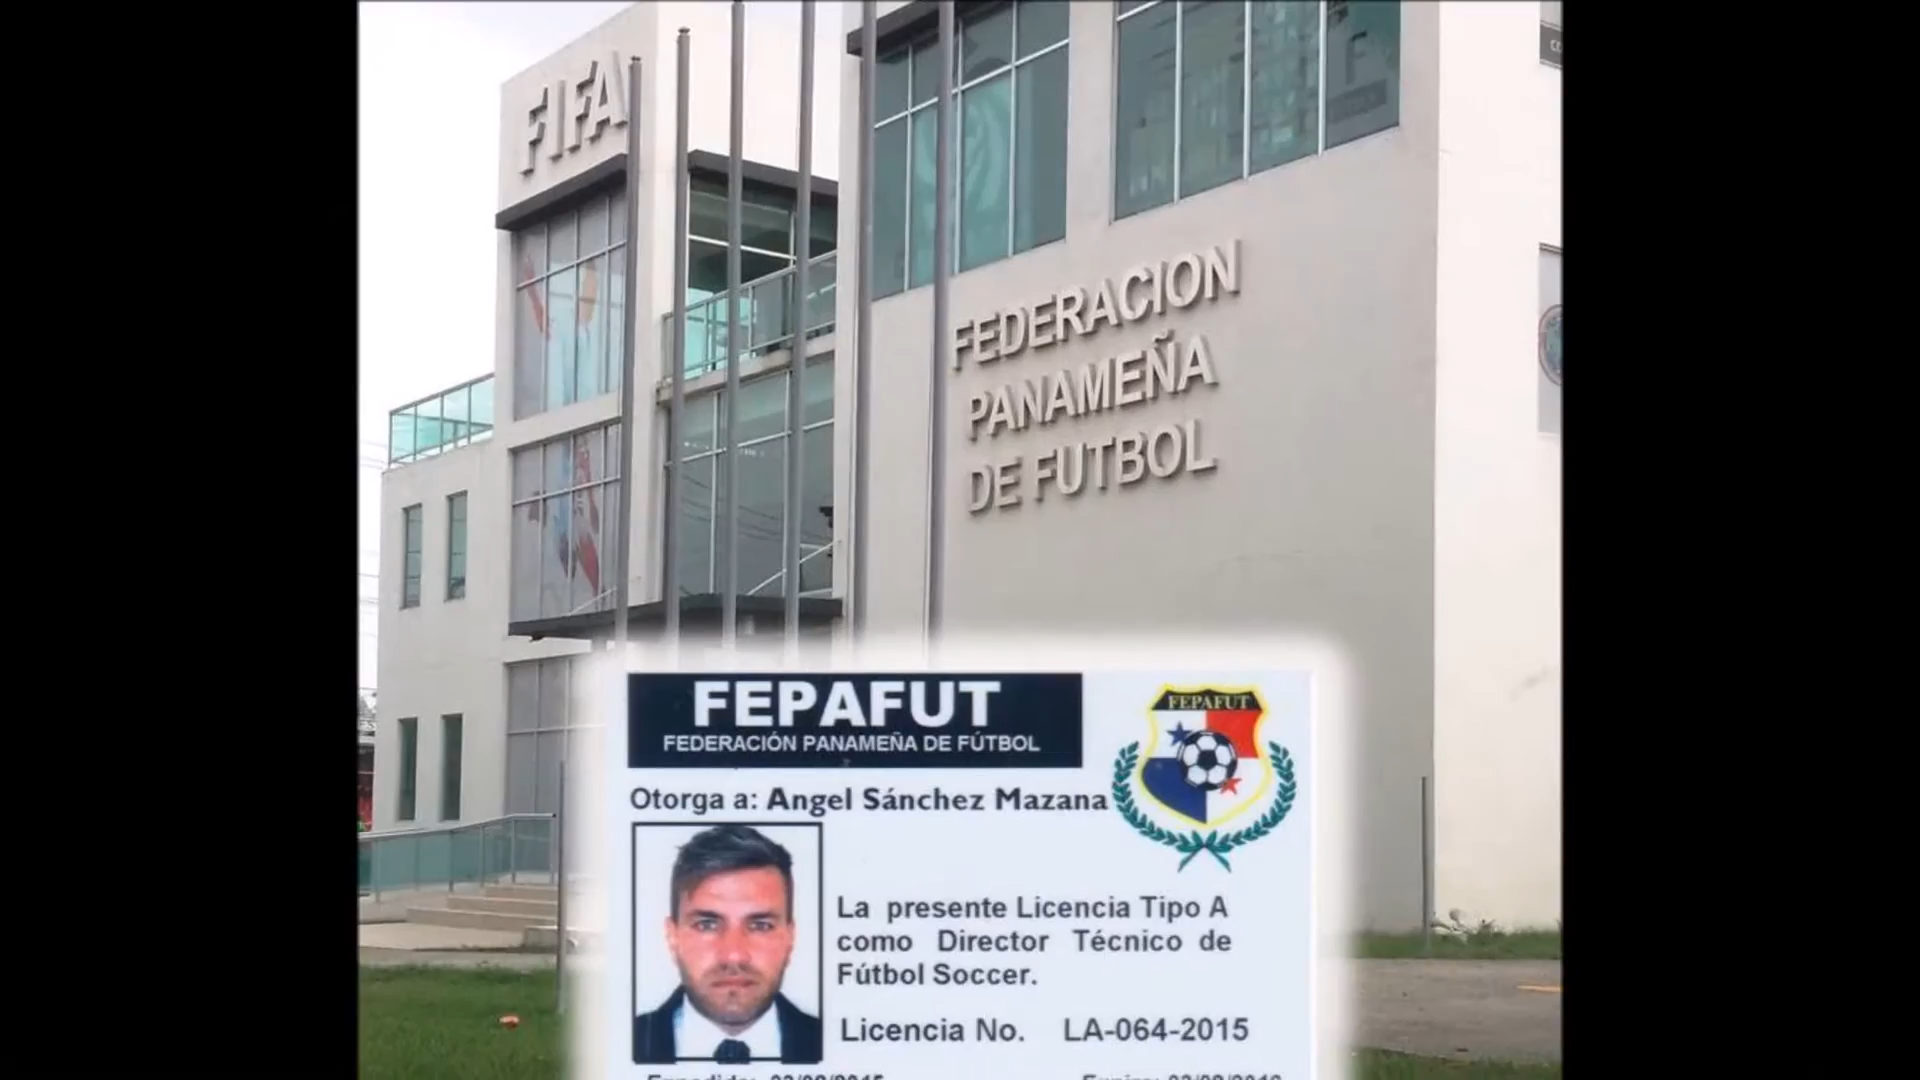 FIFA
FEDERACION
PANAMEÑA
DE FUTBOL
FEPAFUT
FEDERACIÓN PANAMEÑA DE FÚTBOL
FEPAFUT
Otorga a: Angel Sánchez Mazana
La presente Licencia Tipo A
como Director Técnico de
Fútbol Soccer.
Licencia No. LA-064-2015